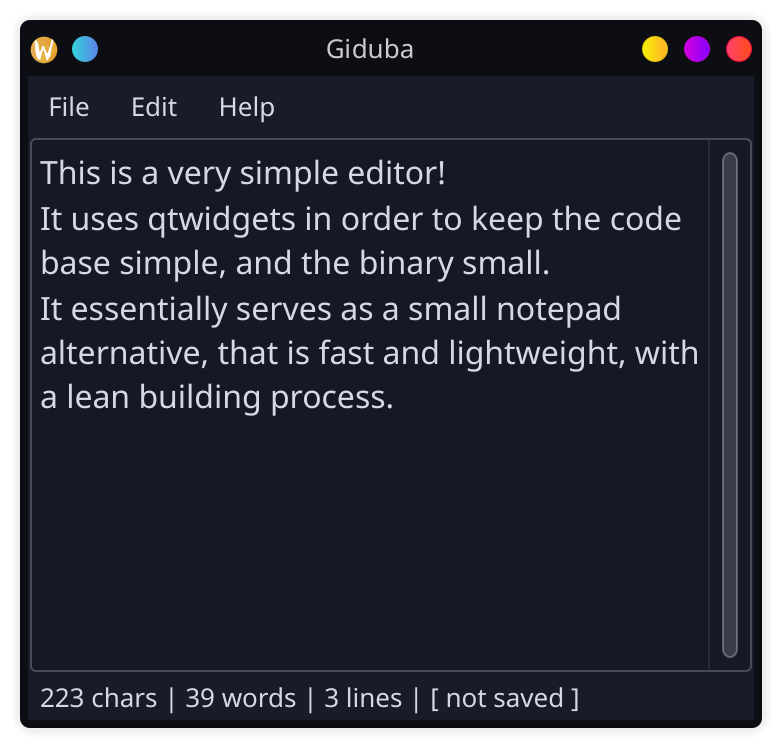 W
Giduba
File Edit Help
This is a very simple editor!
It uses qtwidgets in order to keep the code
base simple, and the binary small.
It essentially serves as a small notepad
alternative, that is fast and lightweight, with
a lean building process.
223 chars | 39 words | 3 lines | [ not saved ]